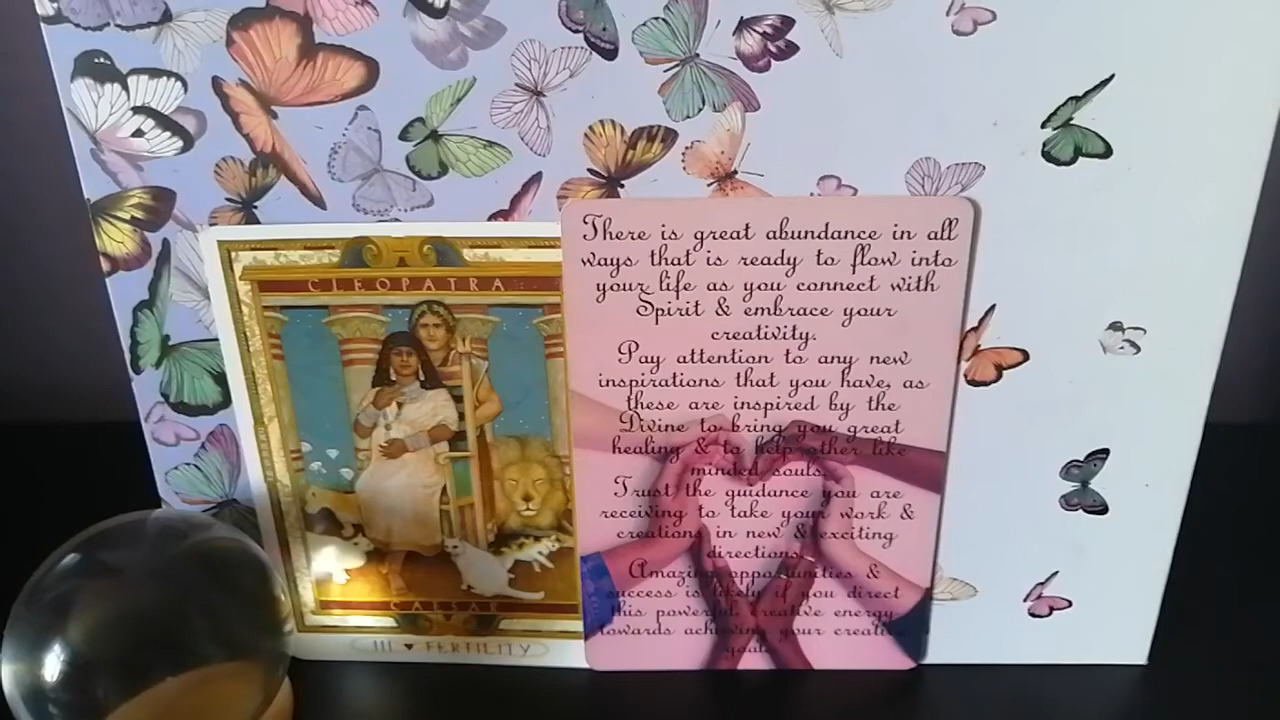 CLEOPATRA
CAESAR
III ♥ FERTILITY
There is great abundance in all
ways that is ready to flow into
your life as you connect with
Spirit & embrace your
creativity.
Pay attention to any new
inspirations that you have, as
these are inspired by the
Divine to bring you great
healing & to help other like
minded souls.
Trust the guidance you are
receiving to take your work &
creations in new & exciting
directions.
Amazing opportunities &
success is likely if you direct
this powerful creative energy
towards achieving your creative
goals.